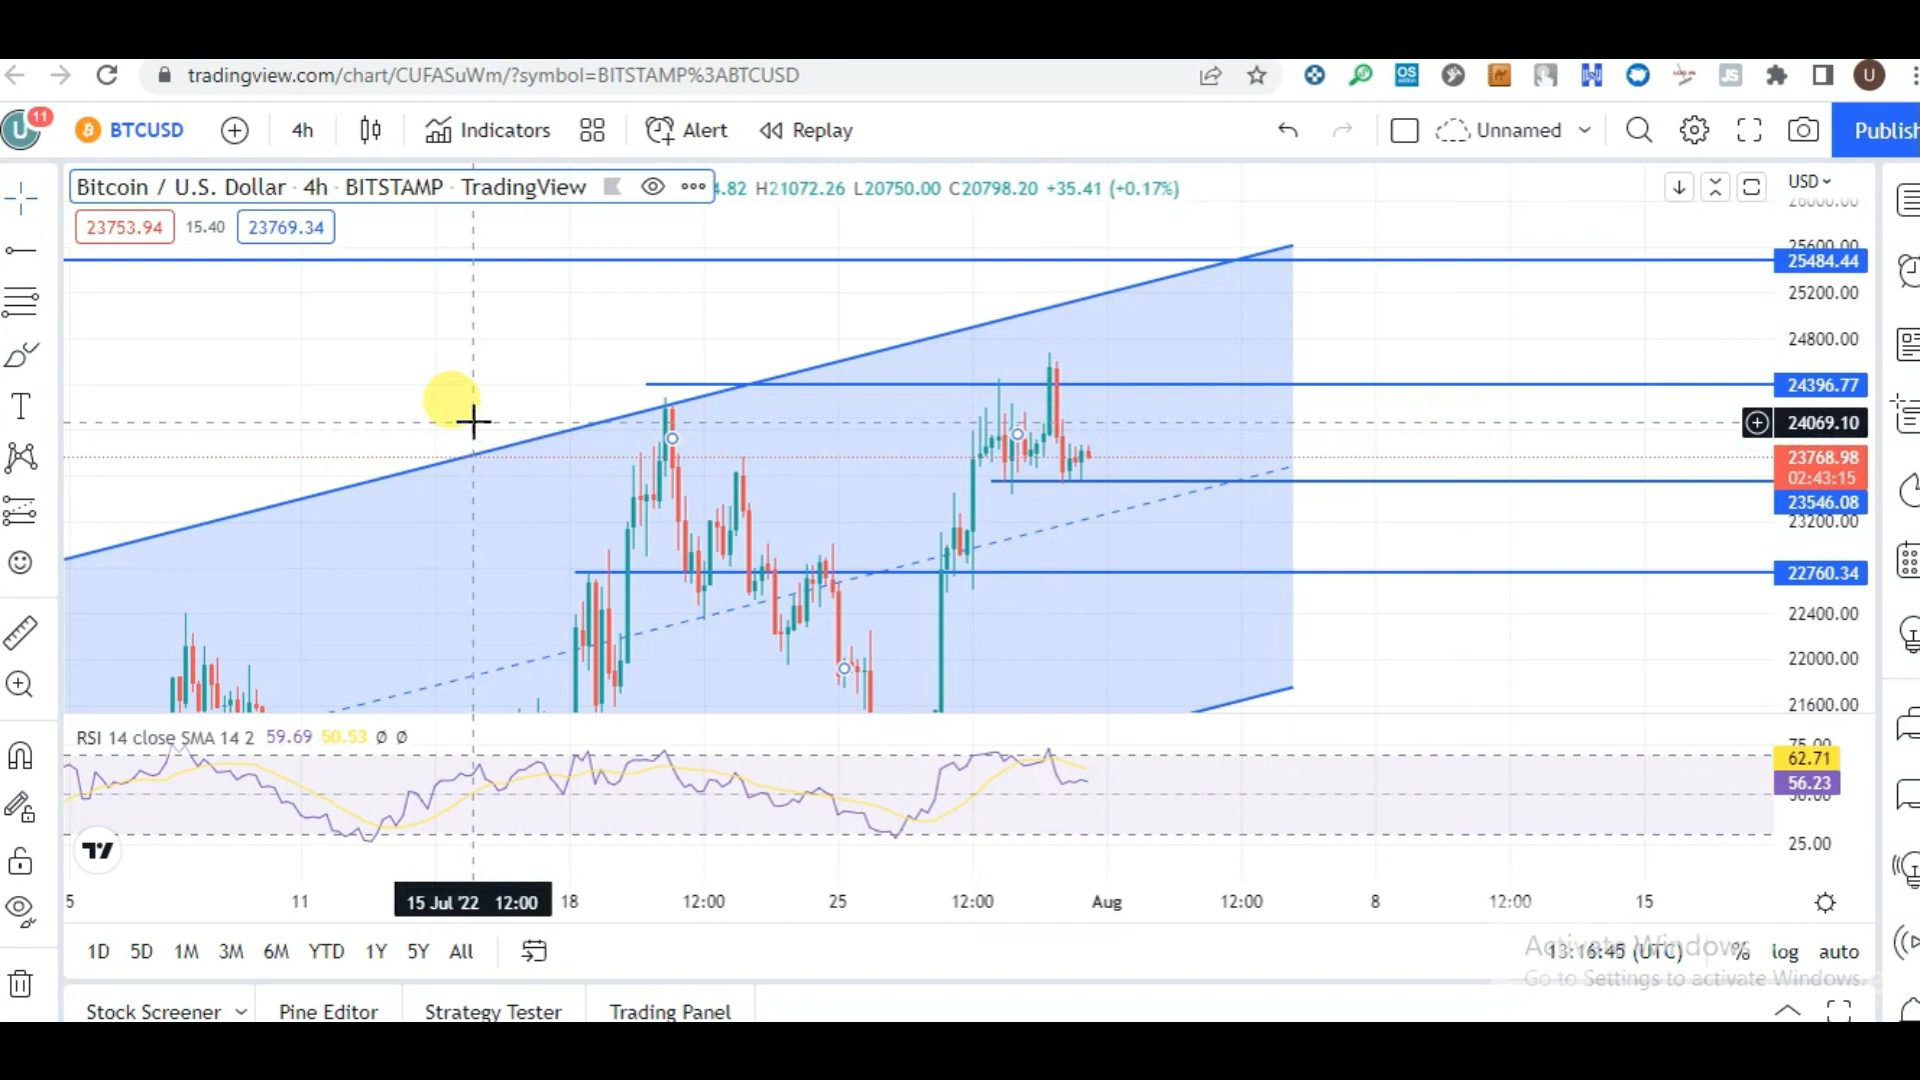 tradingview.com/chart/CUFASuWm/?symbol=BITSTAMP%3ABTCUSD
OS
LOG IN
JS
U
U 11 BTCUSD 4h Indicators Alert Replay Unnamed Publish
Bitcoin / U.S. Dollar · 4h · BITSTAMP · TradingView 4.82 H21072.26 L20750.00 C20798.20 +35.41 (+0.17%) USD
23753.94 15.40 23769.34
25600.00
25484.44
25200.00
24800.00
24396.77
24069.10
23768.98
02:43:15
23546.08
23200.00
22760.34
22400.00
22000.00
21600.00
RSI 14 close SMA 14 2 59.69 50.53 Ø Ø
75.00
62.71
56.23
50.00
25.00
5 11 15 Jul '22 12:00 18 12:00 25 12:00 Aug 12:00 8 12:00 15
1D 5D 1M 3M 6M YTD 1Y 5Y All 13:16:45 (UTC) % log auto
Activate Windows
Go to Settings to activate Windows.
Stock Screener Pine Editor Strategy Tester Trading Panel